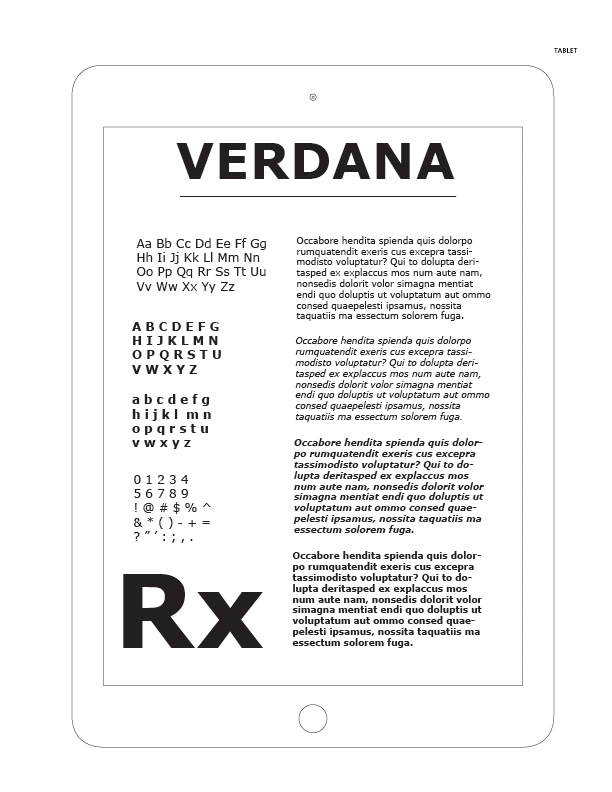 TABLET
VERDANA
Aa Bb Cc Dd Ee Ff Gg
Hh Ii Jj Kk Ll Mm Nn
Oo Pp Qq Rr Ss Tt Uu
Vv Ww Xx Yy Zz
A B C D E F G
H I J K L M N
O P Q R S T U
V W X Y Z
a b c d e f g
h i j k l m n
o p q r s t u
v w x y z
0 1 2 3 4
5 6 7 8 9
! @ # $ % ^
& * ( ) - + =
? ” ’ : ; , .
Rx
Occabore hendita spienda quis dolorpo
rumquatendit exeris cus excepra tassi-
modisto voluptatur? Qui to dolupta deri-
tasped ex explaccus mos num aute nam,
nonsedis dolorit volor simagna mentiat
endi quo doluptis ut voluptatum aut ommo
consed quaepelesti ipsamus, nossita
taquatiis ma essectum solorem fuga.
Occabore hendita spienda quis dolorpo
rumquatendit exeris cus excepra tassi-
modisto voluptatur? Qui to dolupta deri-
tasped ex explaccus mos num aute nam,
nonsedis dolorit volor simagna mentiat
endi quo doluptis ut voluptatum aut ommo
consed quaepelesti ipsamus, nossita
taquatiis ma essectum solorem fuga.
Occabore hendita spienda quis dolor-
po rumquatendit exeris cus excepra
tassimodisto voluptatur? Qui to do-
lupta deritasped ex explaccus mos
num aute nam, nonsedis dolorit volor
simagna mentiat endi quo doluptis ut
voluptatum aut ommo consed quae-
pelesti ipsamus, nossita taquatiis ma
essectum solorem fuga.
Occabore hendita spienda quis dolor-
po rumquatendit exeris cus excepra
tassimodisto voluptatur? Qui to do-
lupta deritasped ex explaccus mos
num aute nam, nonsedis dolorit volor
simagna mentiat endi quo doluptis ut
voluptatum aut ommo consed quae-
pelesti ipsamus, nossita taquatiis ma
essectum solorem fuga.